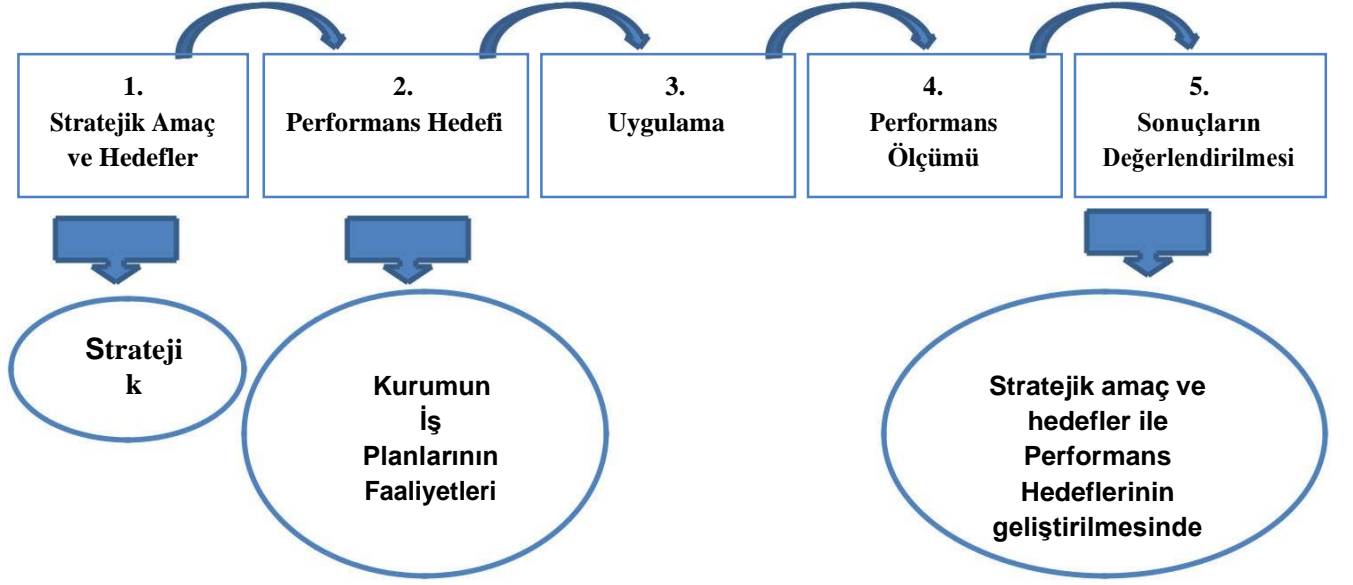 1.
Stratejik Amaç
ve Hedefler
2.
Performans Hedefi
3.
Uygulama
4.
Performans
Ölçümü
5.
Sonuçların
Değerlendirilmesi
Strateji
k
Kurumun
İş
Planlarının
Faaliyetleri
Stratejik amaç ve
hedefler ile
Performans
Hedeflerinin
geliştirilmesinde